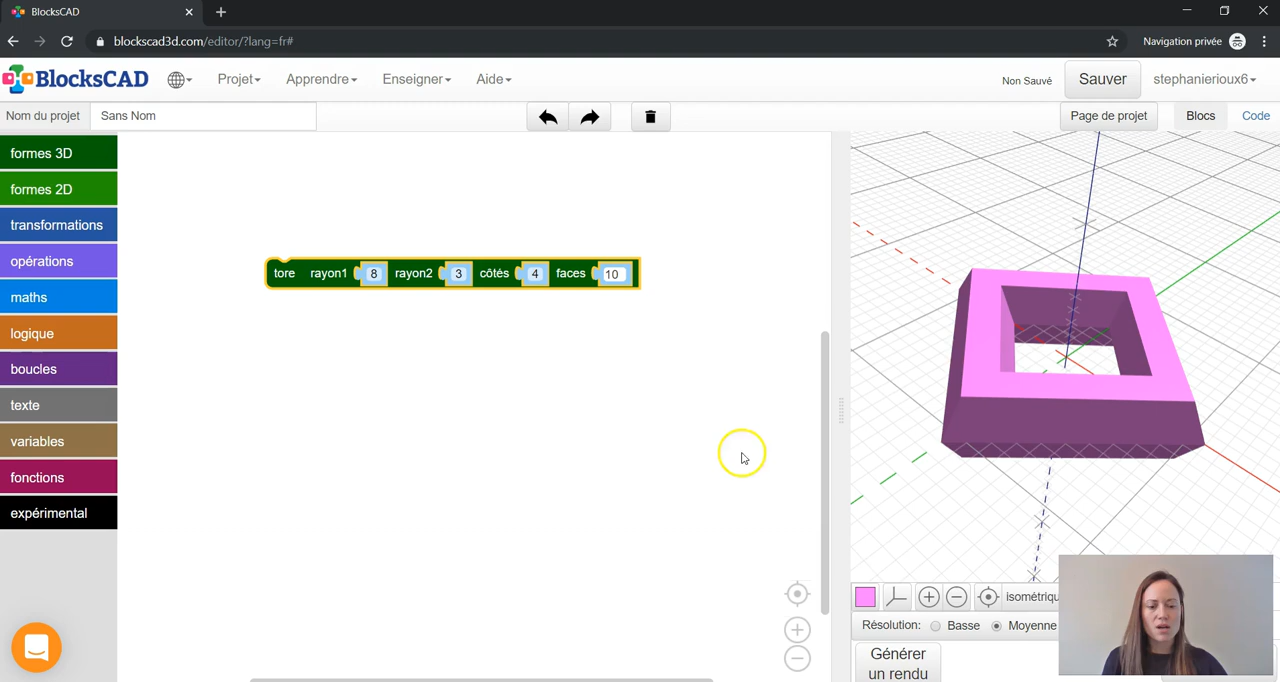 BlocksCAD
blockscad3d.com/editor/?lang=fr#
Navigation privée
BlocksCAD
Projet
Apprendre
Enseigner
Aide
Non Sauvé
Sauver
stephanierioux6
Nom du projet
Sans Nom
Page de projet
Blocs
Code
formes 3D
formes 2D
transformations
opérations
maths
logique
boucles
texte
variables
fonctions
expérimental
tore rayon1 8 rayon2 3 côtés 4 faces 10
isométriqu
Résolution: Basse Moyenne
Générer
un rendu